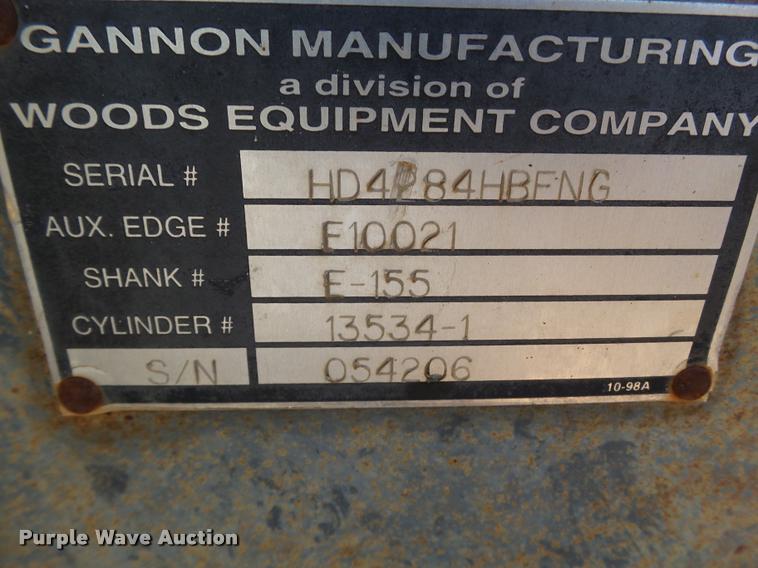 GANNON MANUFACTURING
a division of
WOODS EQUIPMENT COMPANY
SERIAL #
AUX. EDGE # E10021
SHANK # E-155
CYLINDER # 13534-1
S/N 054206
10-98A
Purple Wave Auction